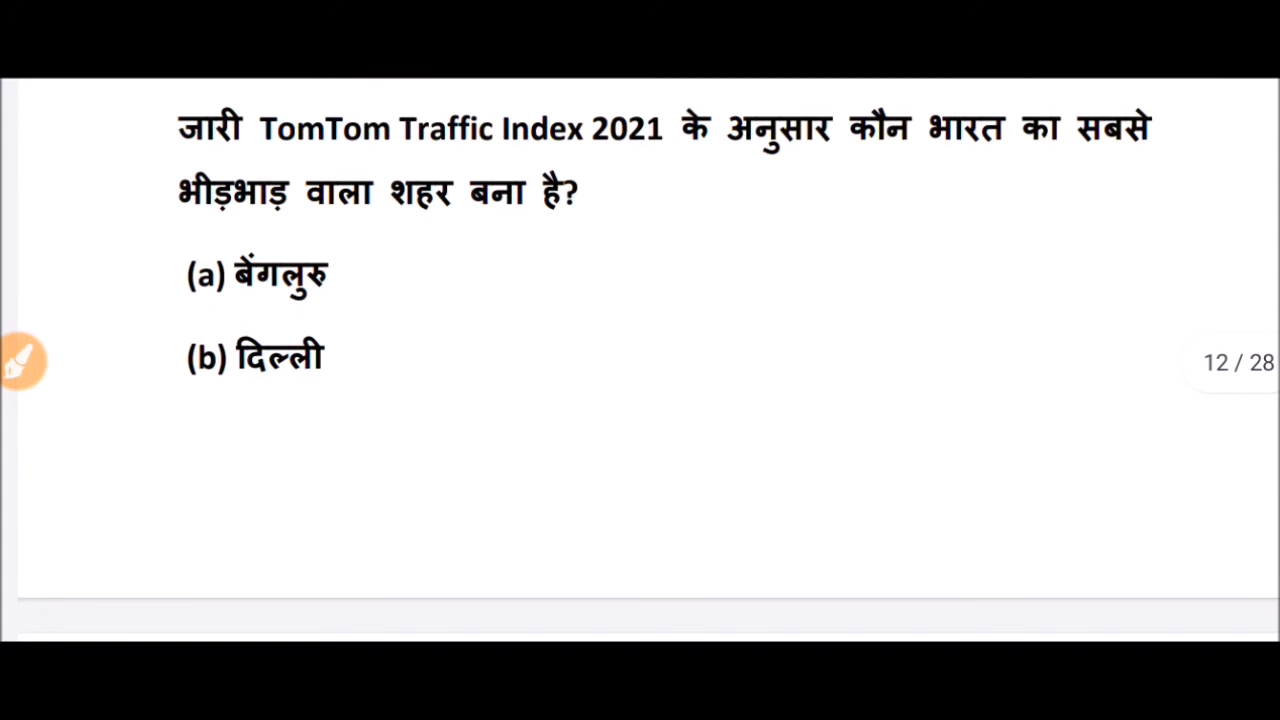 जारी TomTom Traffic Index 2021 के अनुसार कौन भारत का सबसे
भीड़भाड़ वाला शहर बना है?
(a) बेंगलुरु
(b) दिल्ली
12 / 28